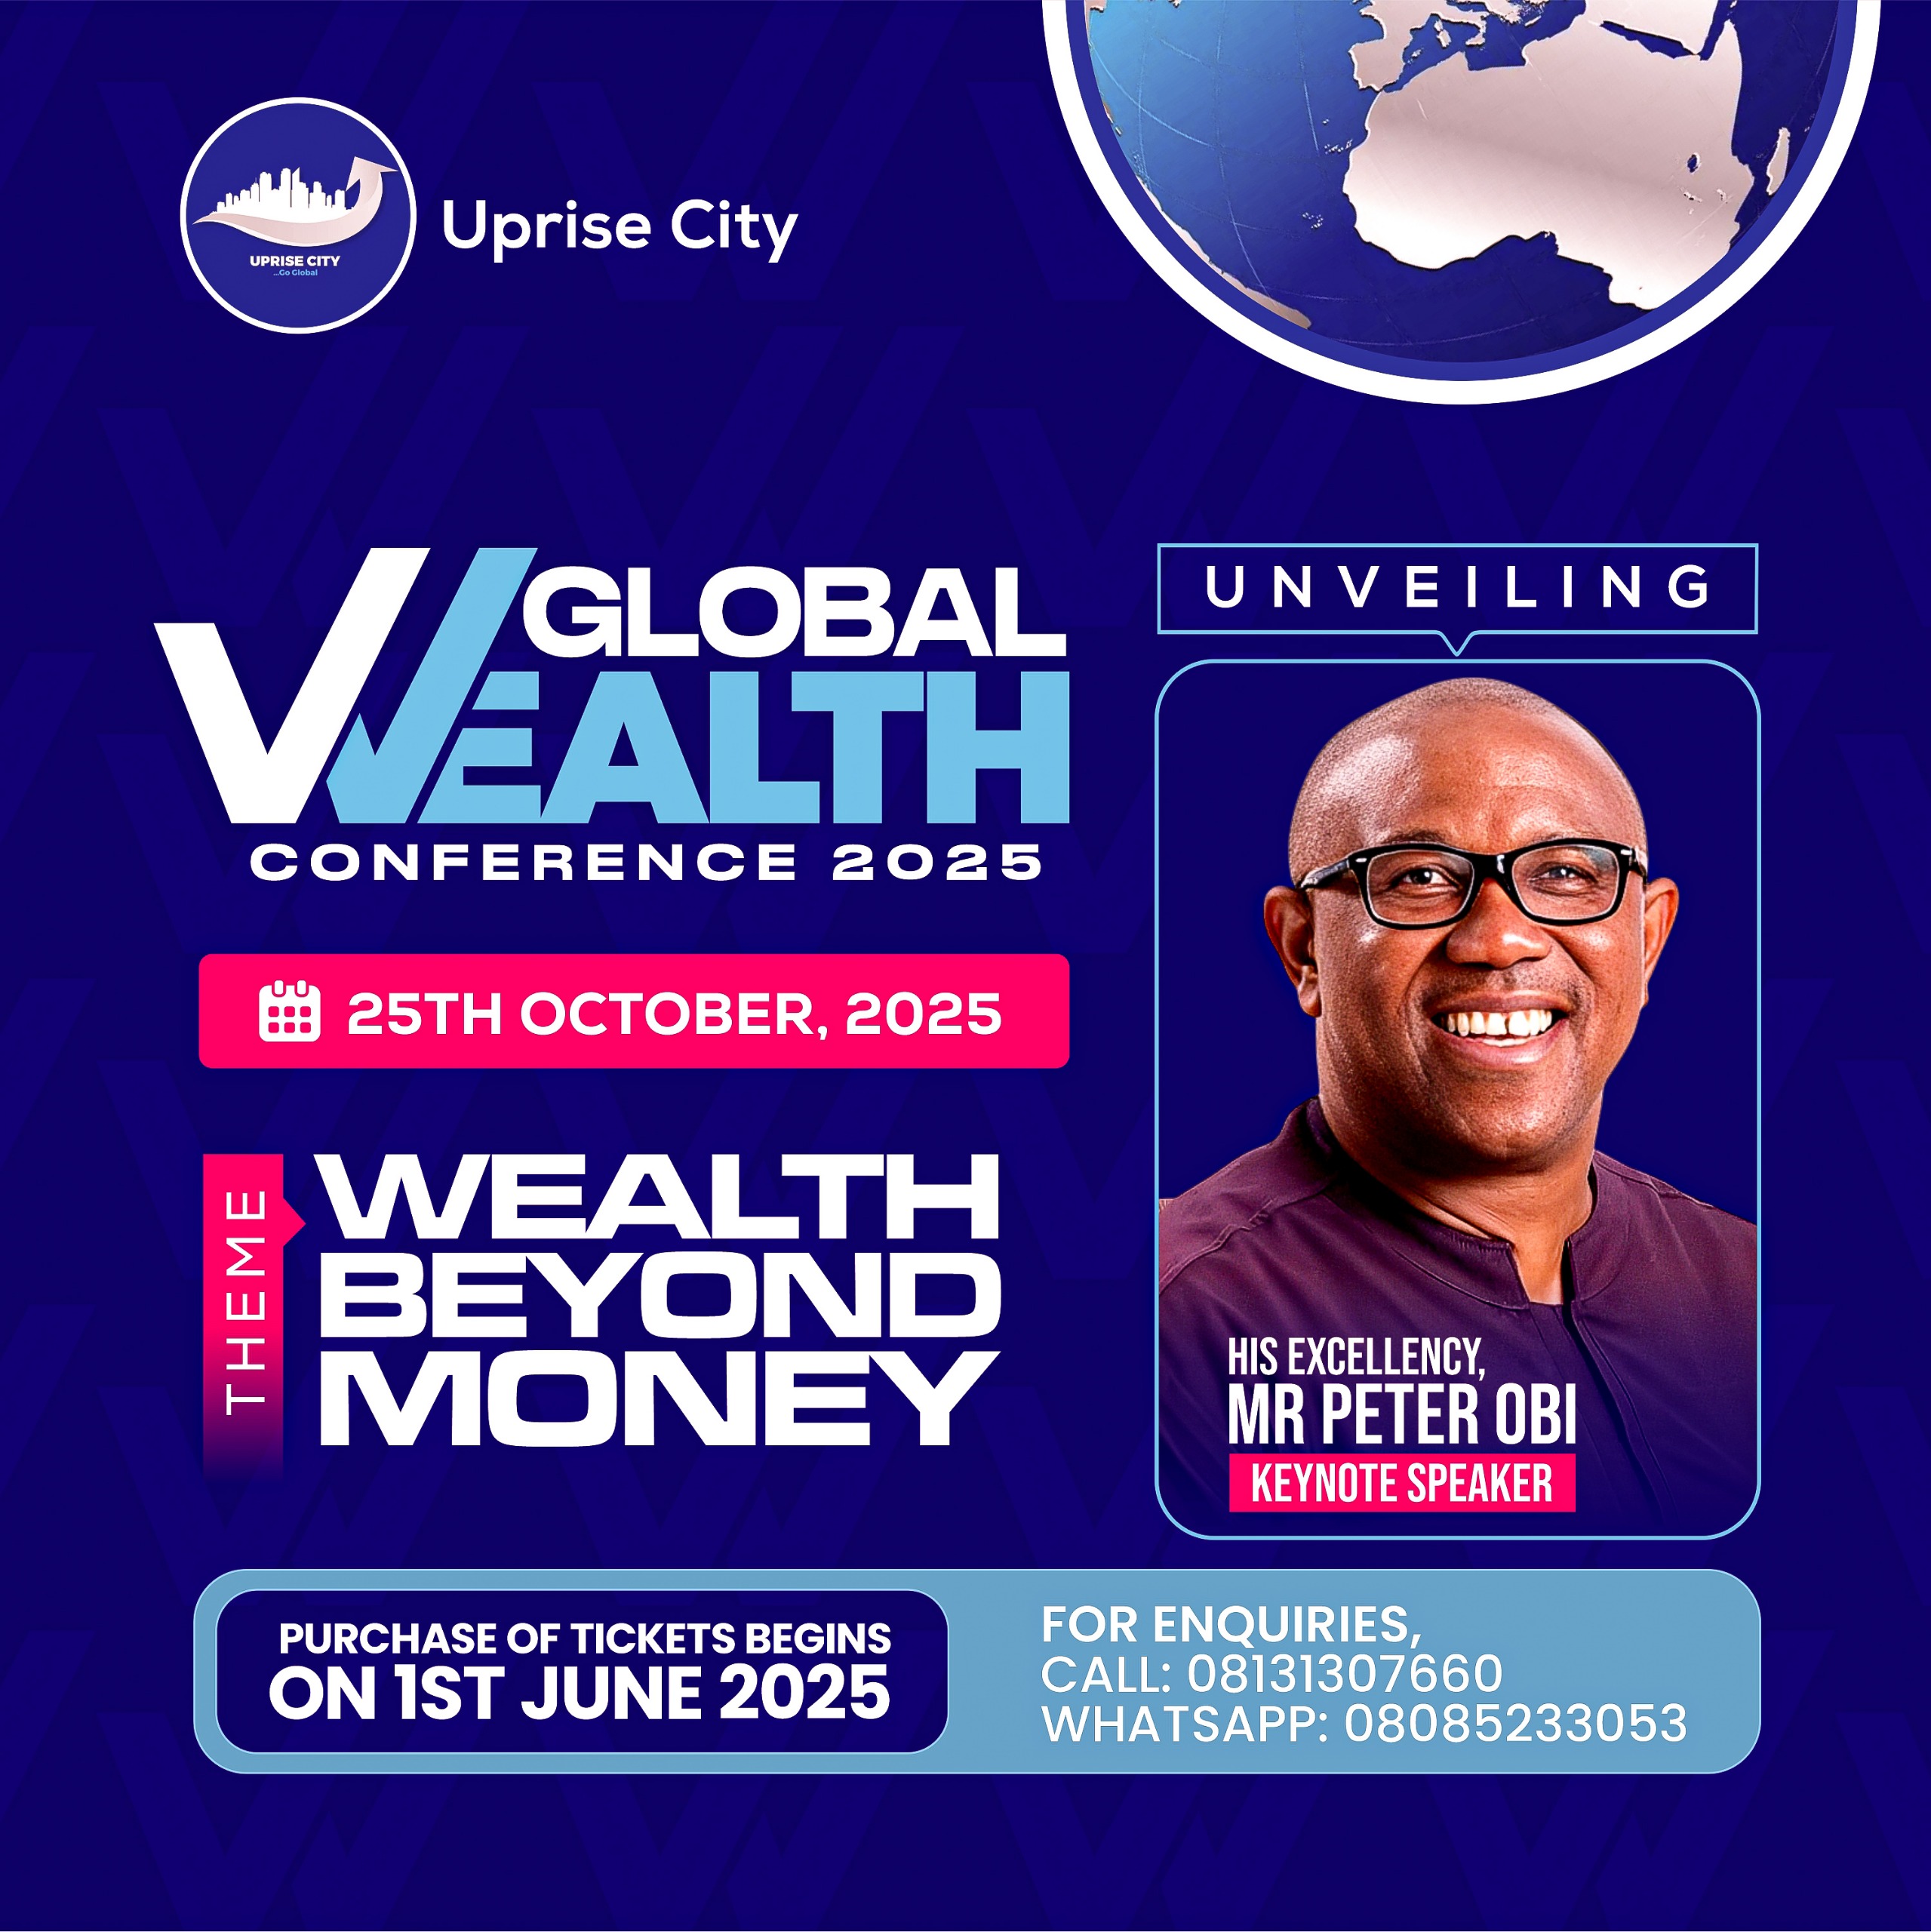 UPRISE CITY
...Go Global
Uprise City
GLOBAL
WEALTH
CONFERENCE 2025
25TH OCTOBER, 2025
THEME
WEALTH
BEYOND
MONEY
UNVEILING
HIS EXCELLENCY,
MR PETER OBI
KEYNOTE SPEAKER
PURCHASE OF TICKETS BEGINS
ON 1ST JUNE 2025
FOR ENQUIRIES,
CALL: 08131307660
WHATSAPP: 08085233053